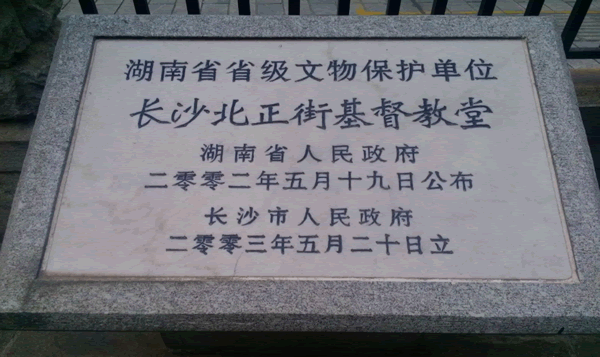 湖南省省级文物保护单位
长沙北正街基督教堂
湖南省人民政府
二零零二年五月十九日公布
长沙市人民政府
二零零三年五月二十日立